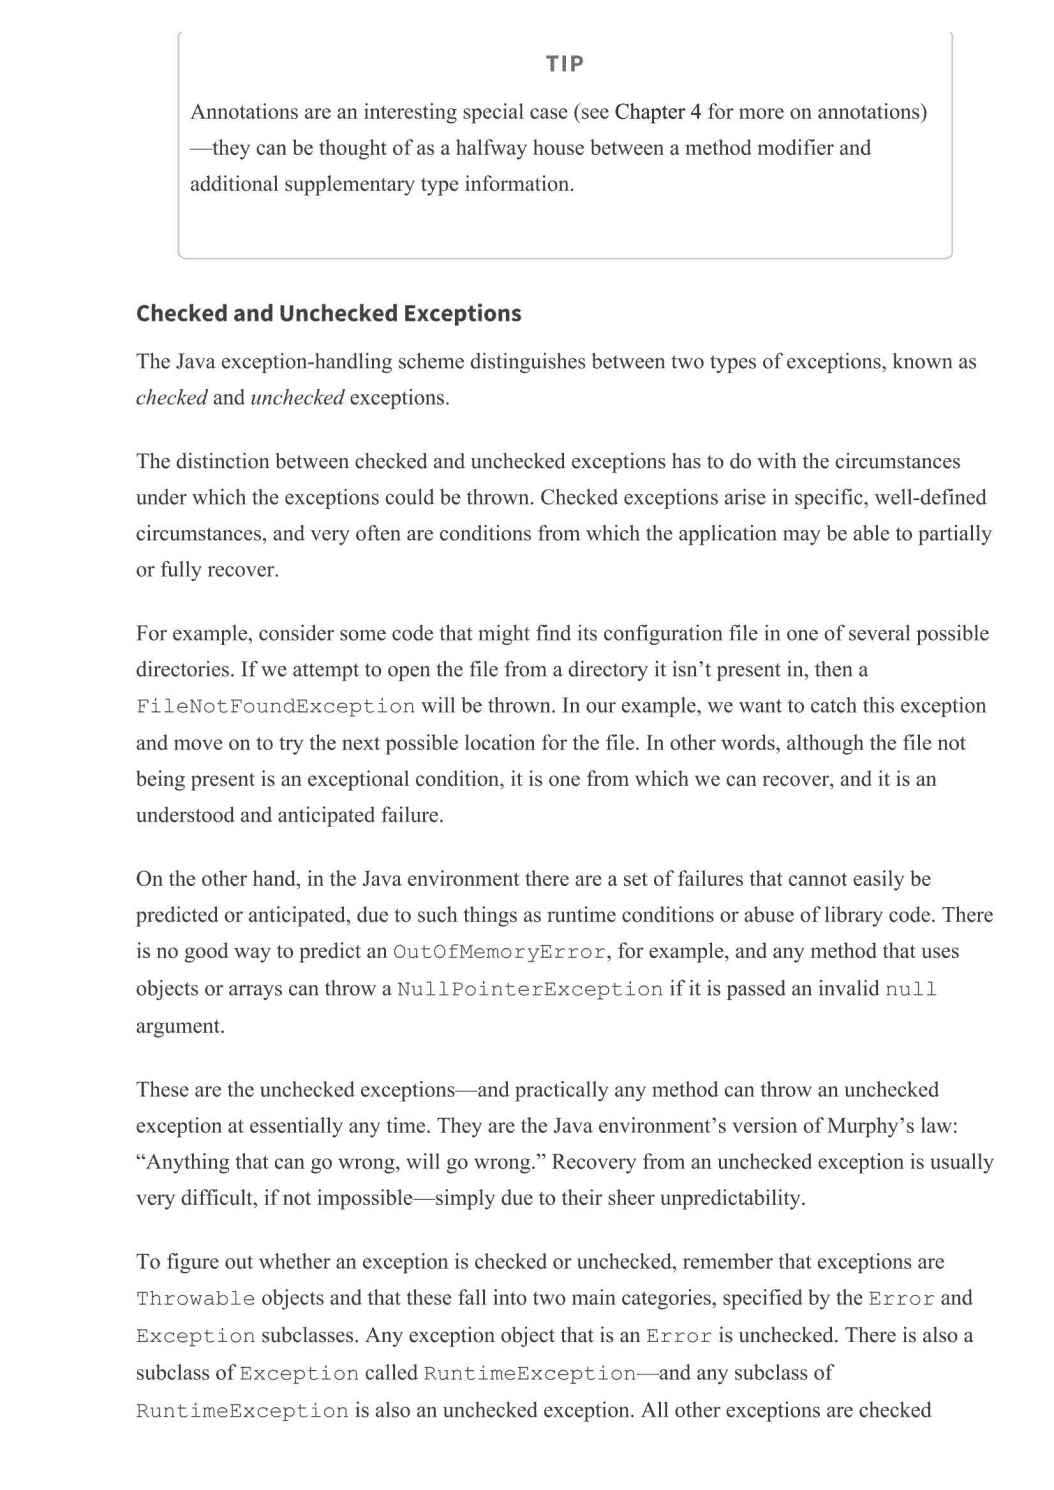 TIP
Annotations are an interesting special case (see Chapter 4 for more on annotations)
—they can be thought of as a halfway house between a method modifier and
additional supplementary type information.
Checked and Unchecked Exceptions
The Java exception-handling scheme distinguishes between two types of exceptions, known as
checked and unchecked exceptions.
The distinction between checked and unchecked exceptions has to do with the circumstances
under which the exceptions could be thrown. Checked exceptions arise in specific, well-defined
circumstances, and very often are conditions from which the application may be able to partially
or fully recover.
For example, consider some code that might find its configuration file in one of several possible
directories. If we attempt to open the file from a directory it isn’t present in, then a
FileNotFoundException will be thrown. In our example, we want to catch this exception
and move on to try the next possible location for the file. In other words, although the file not
being present is an exceptional condition, it is one from which we can recover, and it is an
understood and anticipated failure.
On the other hand, in the Java environment there are a set of failures that cannot easily be
predicted or anticipated, due to such things as runtime conditions or abuse of library code. There
is no good way to predict an OutOfMemoryError, for example, and any method that uses
objects or arrays can throw a NullPointerException if it is passed an invalid null
argument.
These are the unchecked exceptions—and practically any method can throw an unchecked
exception at essentially any time. They are the Java environment’s version of Murphy’s law:
“Anything that can go wrong, will go wrong.” Recovery from an unchecked exception is usually
very difficult, if not impossible—simply due to their sheer unpredictability.
To figure out whether an exception is checked or unchecked, remember that exceptions are
Throwable objects and that these fall into two main categories, specified by the Error and
Exception subclasses. Any exception object that is an Error is unchecked. There is also a
subclass of Exception called RuntimeException—and any subclass of
RuntimeException is also an unchecked exception. All other exceptions are checked